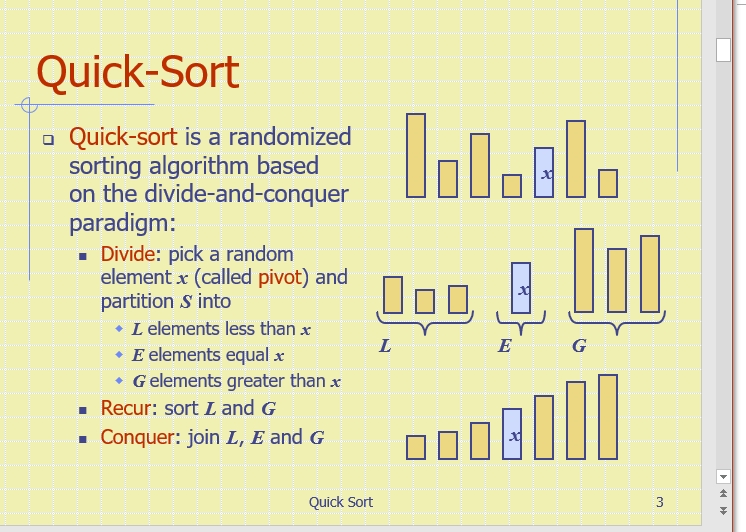 Quick-Sort
Quick-sort is a randomized
sorting algorithm based
on the divide-and-conquer
paradigm:
Divide: pick a random
element x (called pivot) and
partition S into
L elements less than x
E elements equal x
G elements greater than x
Recur: sort L and G
Conquer: join L, E and G
x
x
L E G
x
Quick Sort 3